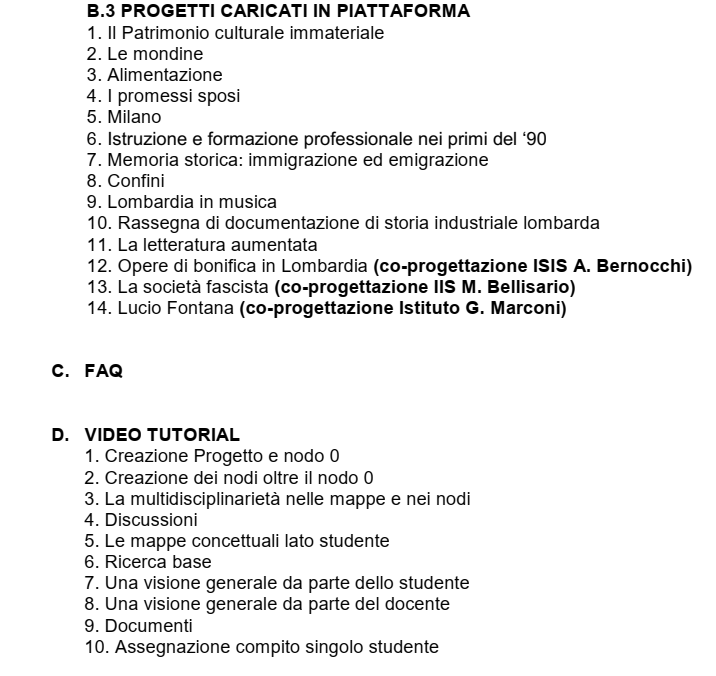 B.3 PROGETTI CARICATI IN PIATTAFORMA
1. Il Patrimonio culturale immateriale
2. Le mondine
3. Alimentazione
4. I promessi sposi
5. Milano
6. Istruzione e formazione professionale nei primi del ‘90
7. Memoria storica: immigrazione ed emigrazione
8. Confini
9. Lombardia in musica
10. Rassegna di documentazione di storia industriale lombarda
11. La letteratura aumentata
12. Opere di bonifica in Lombardia (co-progettazione ISIS A. Bernocchi)
13. La società fascista (co-progettazione IIS M. Bellisario)
14. Lucio Fontana (co-progettazione Istituto G. Marconi)
C. FAQ
D. VIDEO TUTORIAL
1. Creazione Progetto e nodo 0
2. Creazione dei nodi oltre il nodo 0
3. La multidisciplinarietà nelle mappe e nei nodi
4. Discussioni
5. Le mappe concettuali lato studente
6. Ricerca base
7. Una visione generale da parte dello studente
8. Una visione generale da parte del docente
9. Documenti
10. Assegnazione compito singolo studente